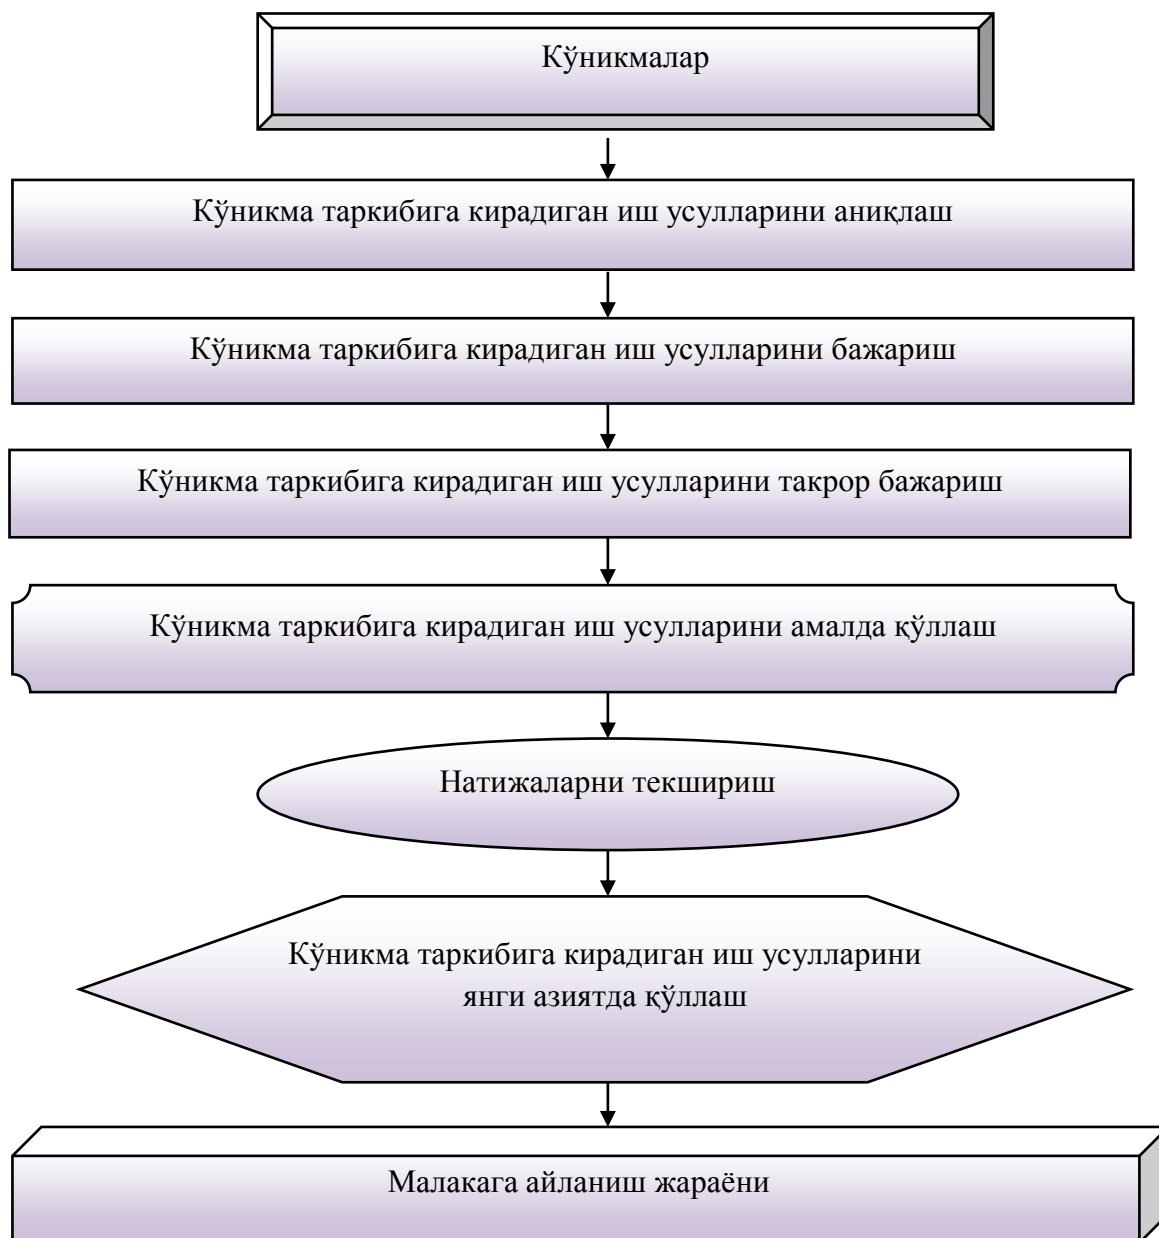 Кўникмалар
Кўникма таркибига кирадиган иш усулларини аниқлаш
Кўникма таркибига кирадиган иш усулларини бажариш
Кўникма таркибига кирадиган иш усулларини такрор бажариш
Кўникма таркибига кирадиган иш усулларини амалда қўллаш
Натижаларни текшириш
Кўникма таркибига кирадиган иш усулларини
янги азиятда қўллаш
Малакага айланиш жараёни